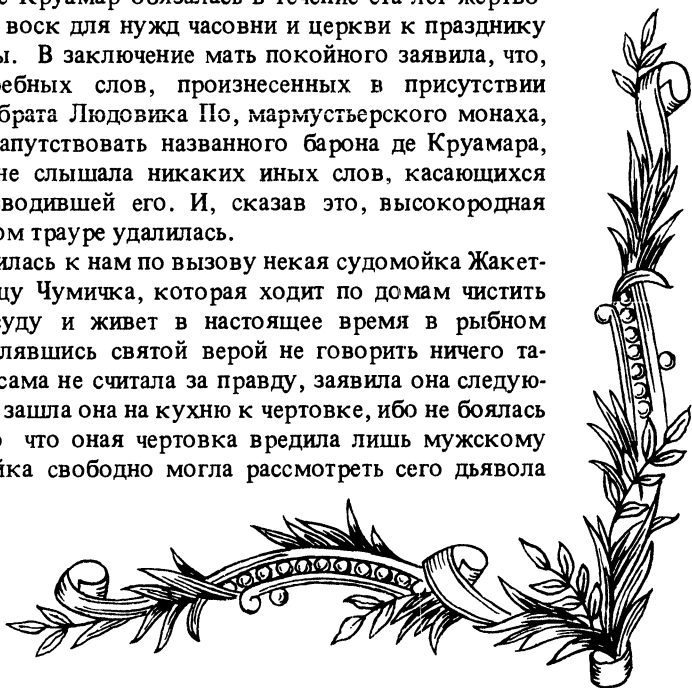 е Круамар обязалась в течение ста лет жертво-
воск для нужд часовни и церкви к празднику
ы. В заключение мать покойного заявила, что,
ебных слов, произнесенных в присутствии
брата Людовика По, мармустьерского монаха,
апутствовать названного барона де Круамара,
не слышала никаких иных слов, касающихся
водившей его. И, сказав это, высокородная
ом трауре удалилась.
илась к нам по вызову некая судомойка Жакет-
щу Чумичка, которая ходит по домам чистить
суду и живет в настоящее время в рыбном
лявшись святой верой не говорить ничего та-
сама не считала за правду, заявила она следую-
зашла она на кухню к чертовке, ибо не боялась
о что оная чертовка вредила лишь мужскому
йка свободно могла рассмотреть сего дьявола